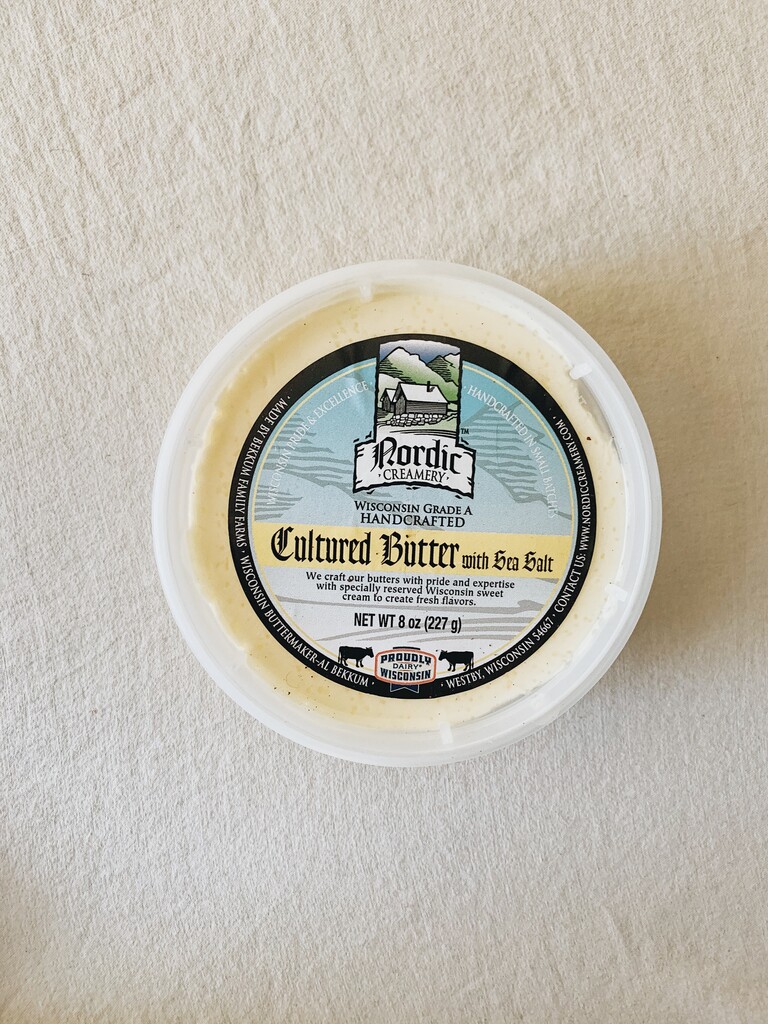 WISCONSIN PRIDE & EXCELLENCE
HANDCRAFTED IN SMALL BATCHES
Nordic™
· CREAMERY ·
WISCONSIN GRADE A
HANDCRAFTED
Cultured Butter with Sea Salt
We craft our butters with pride and expertise
with specially reserved Wisconsin sweet
cream to create fresh flavors.
NET WT 8 oz (227 g)
PROUDLY
DAIRY
WISCONSIN
· MADE BY BEKKUM FAMILY FARMS · WISCONSIN BUTTERMAKER-AL BEKKUM ·
· WESTBY, WISCONSIN 54667 · CONTACT US: WWW.NORDICCREAMERY.COM ·